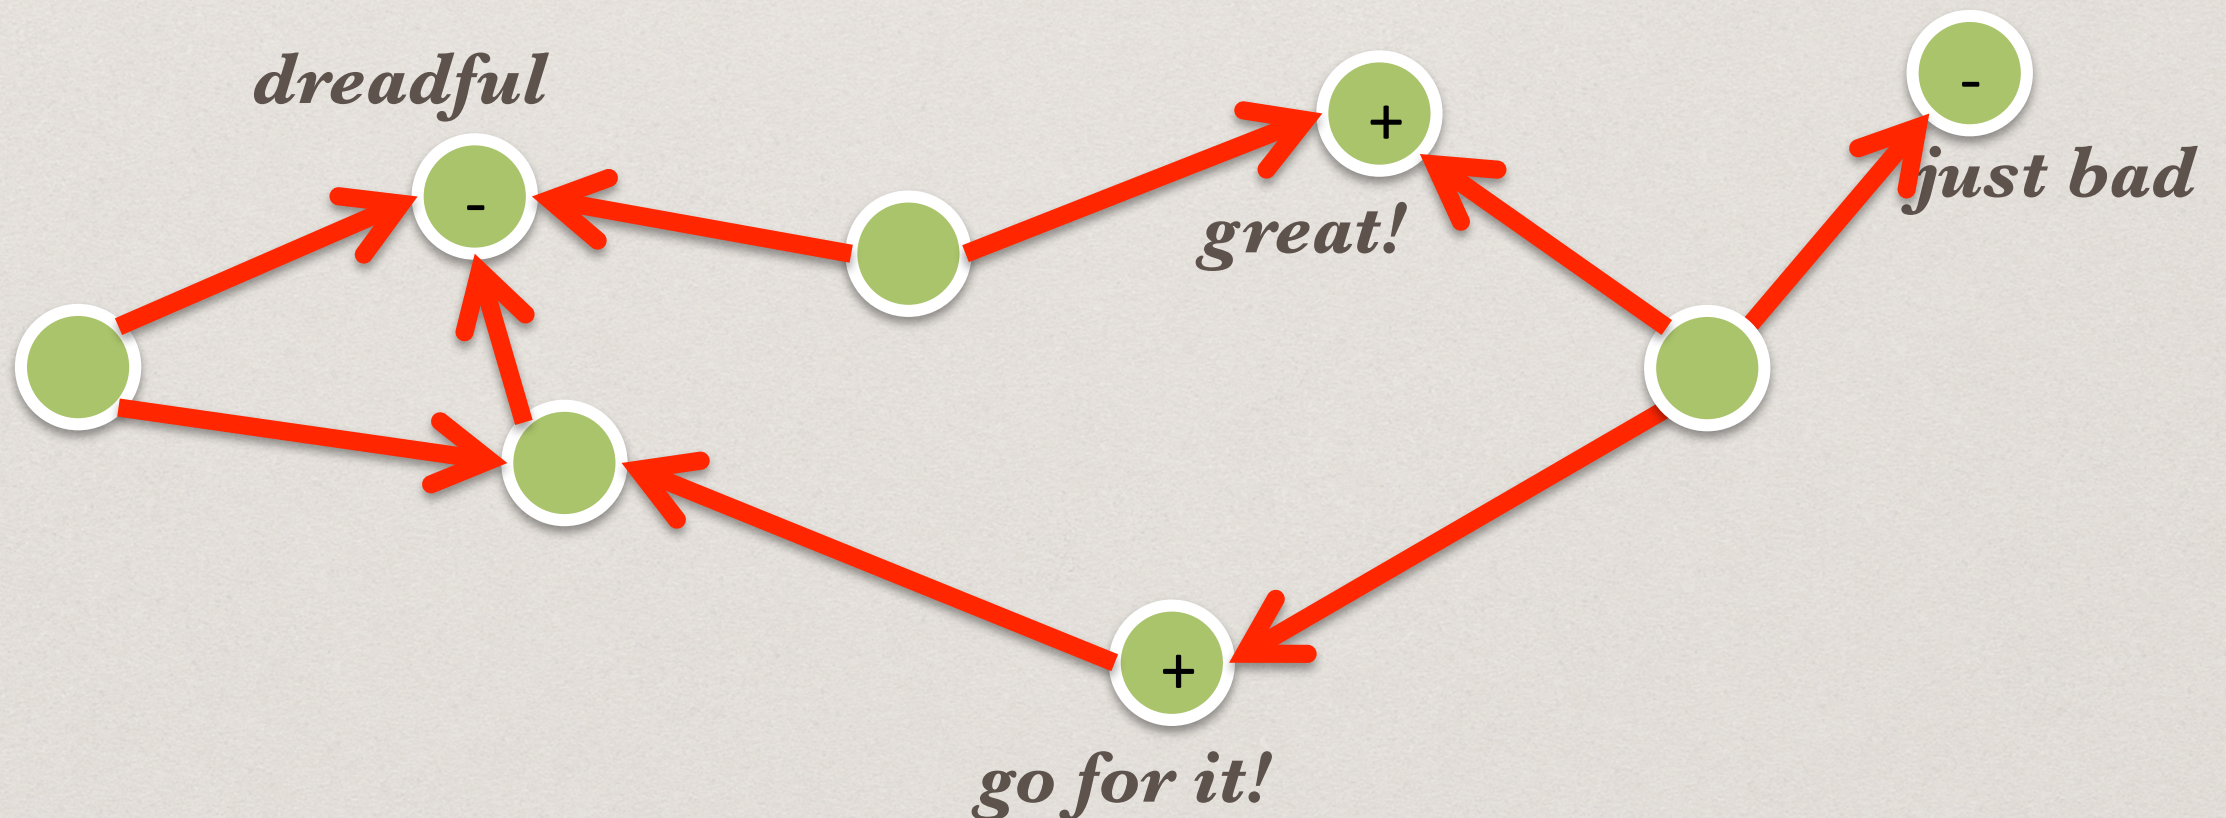 dreadful
-
+
great!
-
just bad
+
go for it!